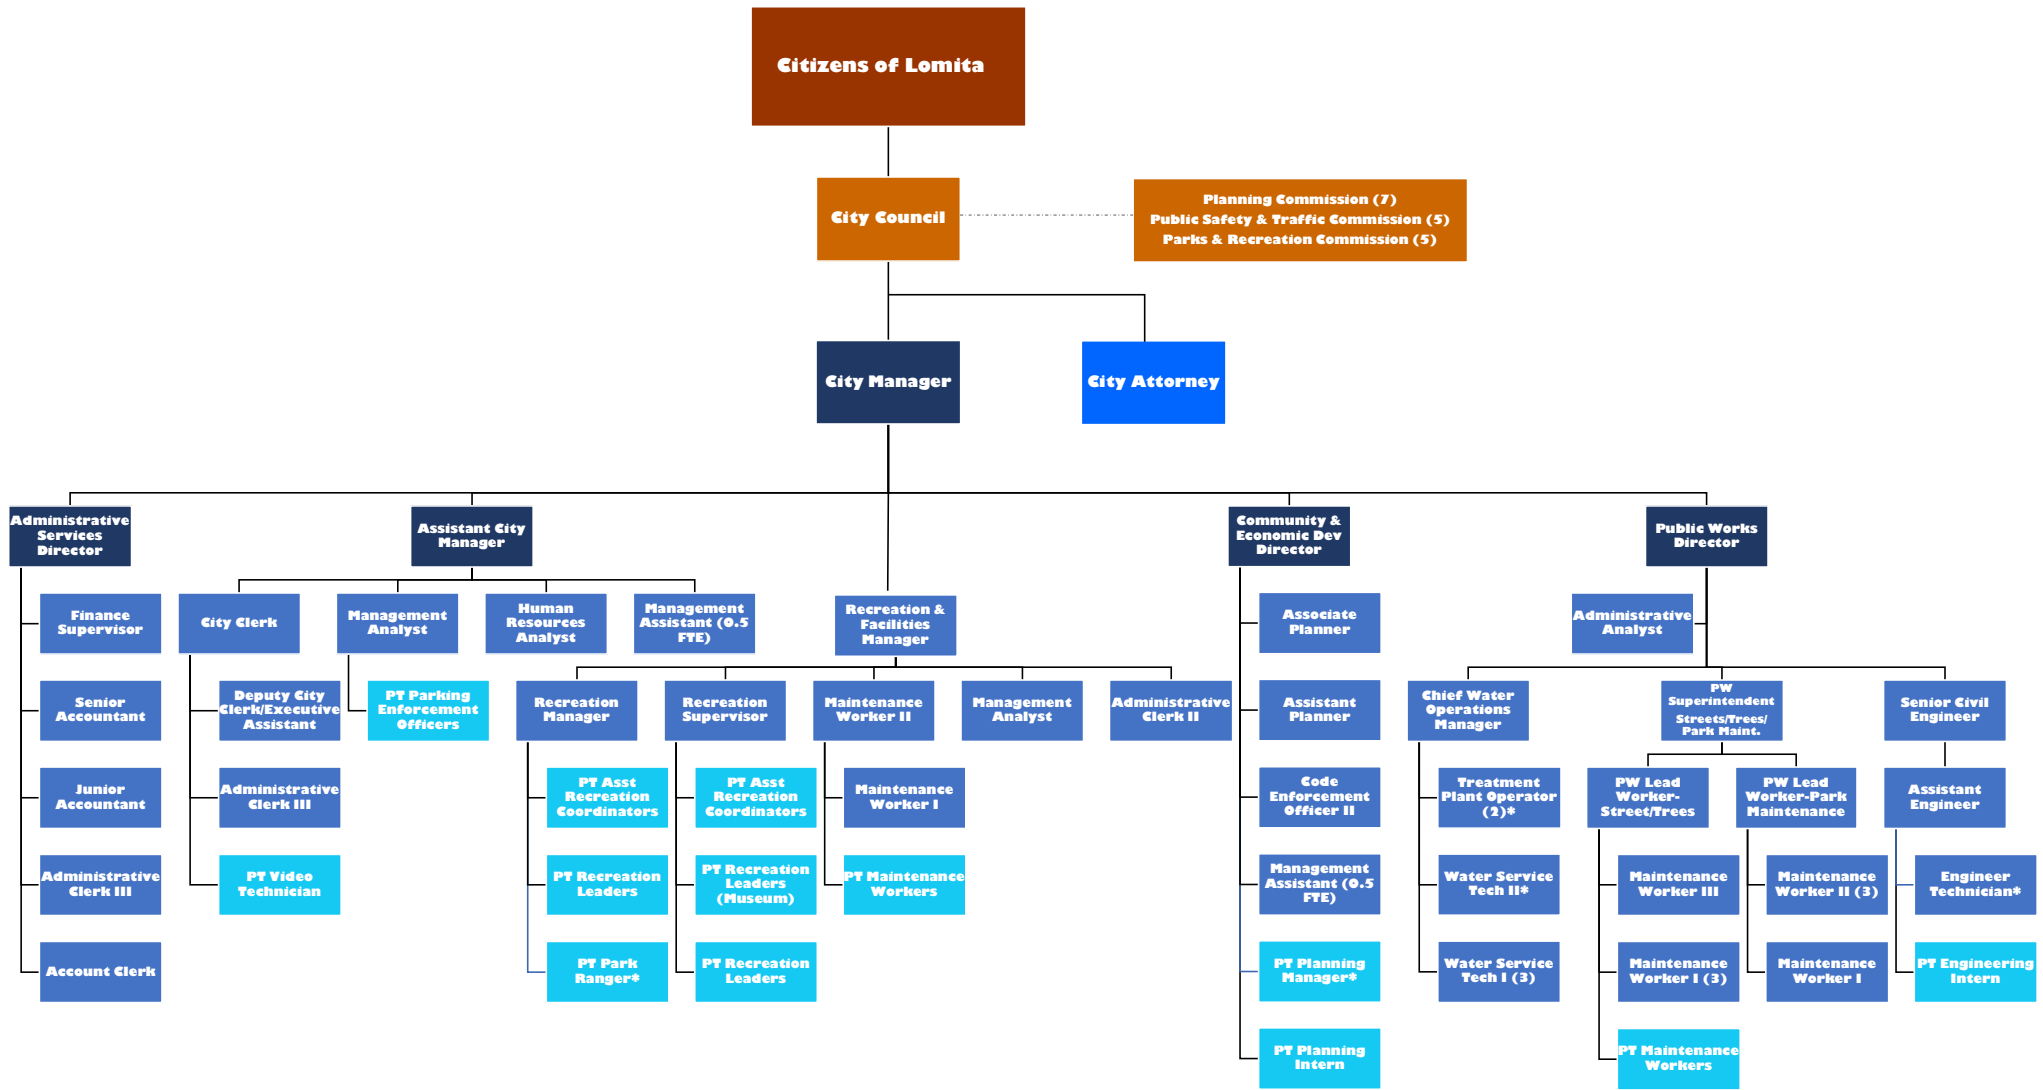 Citizens of Lomita
City Council
Planning Commission (7)
Public Safety & Traffic Commission (5)
Parks & Recreation Commission (5)
City Manager
City Attorney
Administrative
Services
Director
Assistant City
Manager
Community &
Economic Dev
Director
Public Works
Director
Finance
Supervisor
City Clerk
Management
Analyst
Human
Resources
Analyst
Management
Assistant (0.5
FTE)
Recreation &
Facilities
Manager
Associate
Planner
Administrative
Analyst
Senior
Accountant
Deputy City
Clerk/Executive
Assistant
PT Parking
Enforcement
Officers
Recreation
Manager
Recreation
Supervisor
Maintenance
Worker II
Management
Analyst
Administrative
Clerk II
Assistant
Planner
Chief Water
Operations
Manager
PW
Superintendent
Streets/Trees/
Park Maint.
Senior Civil
Engineer
Junior
Accountant
Administrative
Clerk III
PT Asst
Recreation
Coordinators
PT Asst
Recreation
Coordinators
Maintenance
Worker I
Code
Enforcement
Officer II
Treatment
Plant Operator
(2)*
PW Lead
Worker-
Street/Trees
PW Lead
Worker-Park
Maintenance
Assistant
Engineer
Administrative
Clerk III
PT Video
Technician
PT Recreation
Leaders
PT Recreation
Leaders
(Museum)
PT Maintenance
Workers
Management
Assistant (0.5
FTE)
Water Service
Tech II*
Maintenance
Worker III
Maintenance
Worker II (3)
Engineer
Technician*
Account Clerk
PT Park
Ranger*
PT Recreation
Leaders
PT Planning
Manager*
Water Service
Tech I (3)
Maintenance
Worker I (3)
Maintenance
Worker I
PT Engineering
Intern
PT Planning
Intern
PT Maintenance
Workers